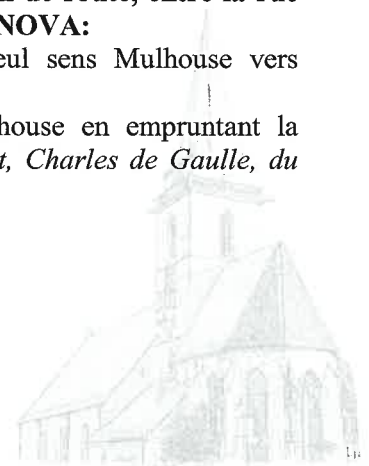 NOVA:
eul sens Mulhouse vers
house en empruntant la
t, Charles de Gaulle, du